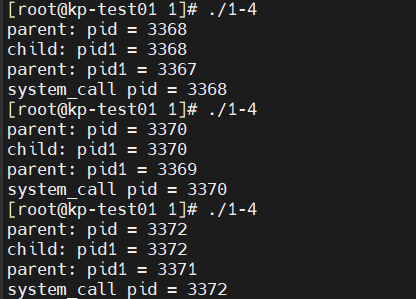 [root@kp-test01 1]# ./1-4
parent: pid = 3368
child: pid1 = 3368
parent: pid1 = 3367
system_call pid = 3368
[root@kp-test01 1]# ./1-4
parent: pid = 3370
child: pid1 = 3370
parent: pid1 = 3369
system_call pid = 3370
[root@kp-test01 1]# ./1-4
parent: pid = 3372
child: pid1 = 3372
parent: pid1 = 3371
system_call pid = 3372